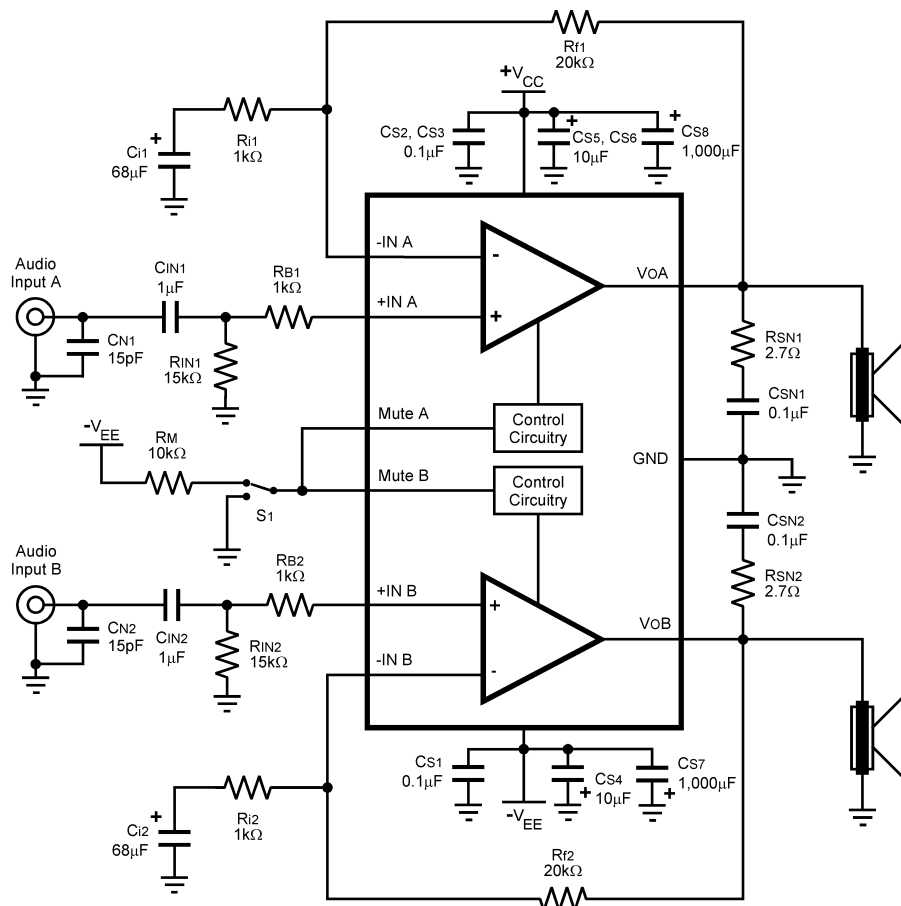 Rf1
20kΩ
+VCC
Ri1
1kΩ
Ci1
68µF
+
CS2, CS3
0.1µF
+
CS5, CS6
10µF
+
CS8
1,000µF
Audio
Input A
CIN1
1µF
RB1
1kΩ
-IN A
-
VOA
+IN A
+
CN1
15pF
RIN1
15kΩ
RSN1
2.7Ω
CSN1
0.1µF
Mute A
Control
Circuitry
-VEE
RM
10kΩ
GND
Mute B
Control
Circuitry
S1
CSN2
0.1µF
Audio
Input B
RB2
1kΩ
RSN2
2.7Ω
+IN B
+
VOB
CN2
15pF
CIN2
1µF
RIN2
15kΩ
-IN B
-
CS1
0.1µF
CS4
10µF
+
CS7
1,000µF
+
-VEE
Ri2
1kΩ
Ci2
68µF
+
Rf2
20kΩ